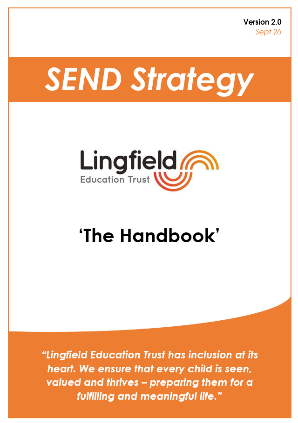 Version 2.0
Sept 26
SEND Strategy
Lingfield
Education Trust
‘The Handbook’
“Lingfield Education Trust has inclusion at its
heart. We ensure that every child is seen,
valued and thrives – preparing them for a
fulfilling and meaningful life.”